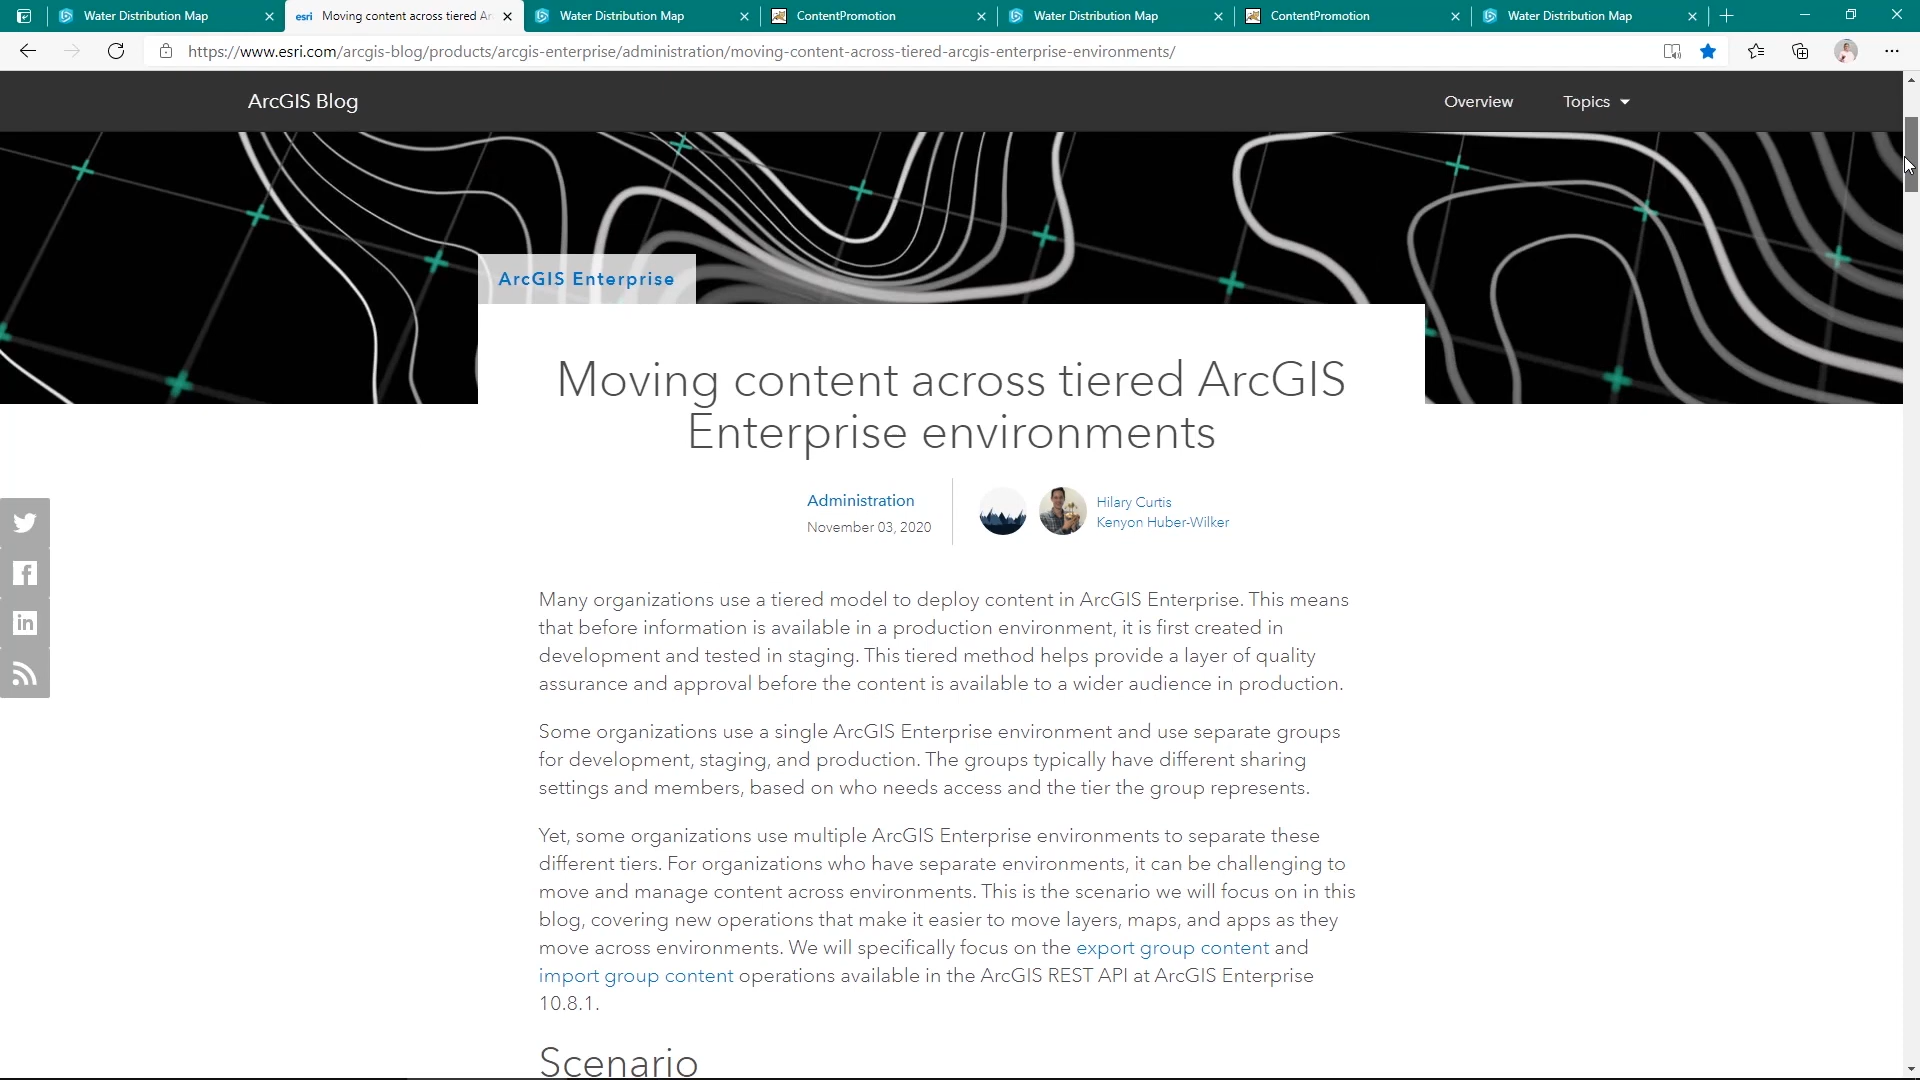 Water Distribution Map
esri Moving content across tiered Ar
Water Distribution Map
ContentPromotion
Water Distribution Map
ContentPromotion
Water Distribution Map
https://www.esri.com/arcgis-blog/products/arcgis-enterprise/administration/moving-content-across-tiered-arcgis-enterprise-environments/
ArcGIS Blog
Overview
Topics
ArcGIS Enterprise
Moving content across tiered ArcGIS
Enterprise environments
Administration
November 03, 2020
Hilary Curtis
Kenyon Huber-Wilker
Many organizations use a tiered model to deploy content in ArcGIS Enterprise. This means
that before information is available in a production environment, it is first created in
development and tested in staging. This tiered method helps provide a layer of quality
assurance and approval before the content is available to a wider audience in production.
Some organizations use a single ArcGIS Enterprise environment and use separate groups
for development, staging, and production. The groups typically have different sharing
settings and members, based on who needs access and the tier the group represents.
Yet, some organizations use multiple ArcGIS Enterprise environments to separate these
different tiers. For organizations who have separate environments, it can be challenging to
move and manage content across environments. This is the scenario we will focus on in this
blog, covering new operations that make it easier to move layers, maps, and apps as they
move across environments. We will specifically focus on the export group content and
import group content operations available in the ArcGIS REST API at ArcGIS Enterprise
10.8.1.
Scenario